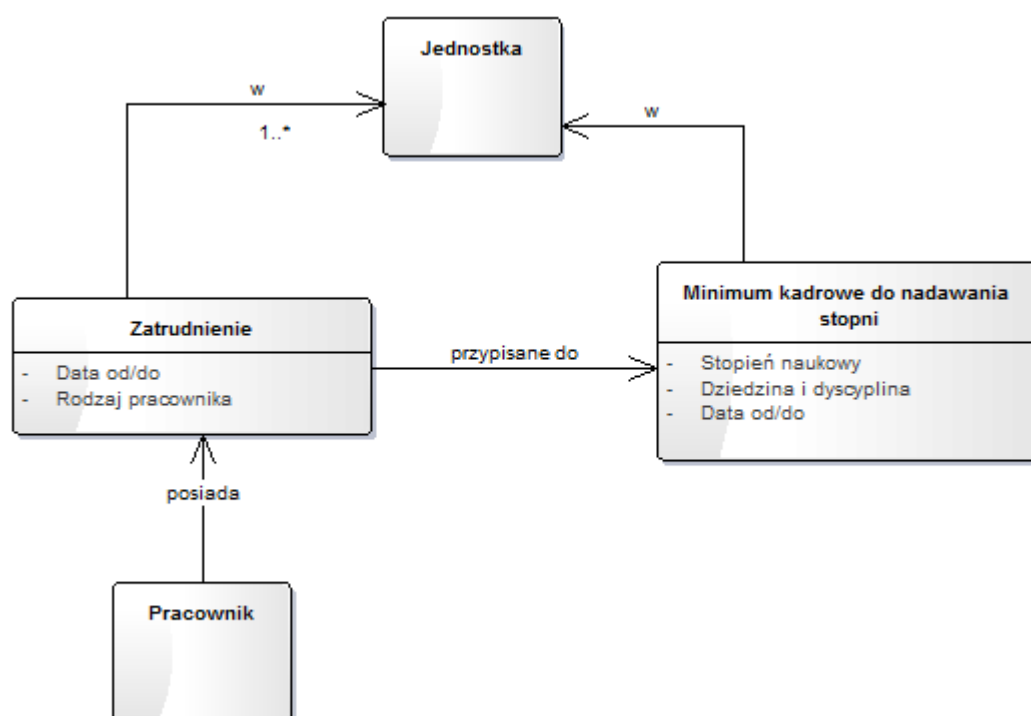 Jednostka
w
1..*
w
Zatrudnienie
- Data od/do
- Rodzaj pracownika
przypisane do
Minimum kadrowe do nadawania
stopni
- Stopień naukowy
- Dziedzina i dyscyplina
- Data od/do
posiada
Pracownik